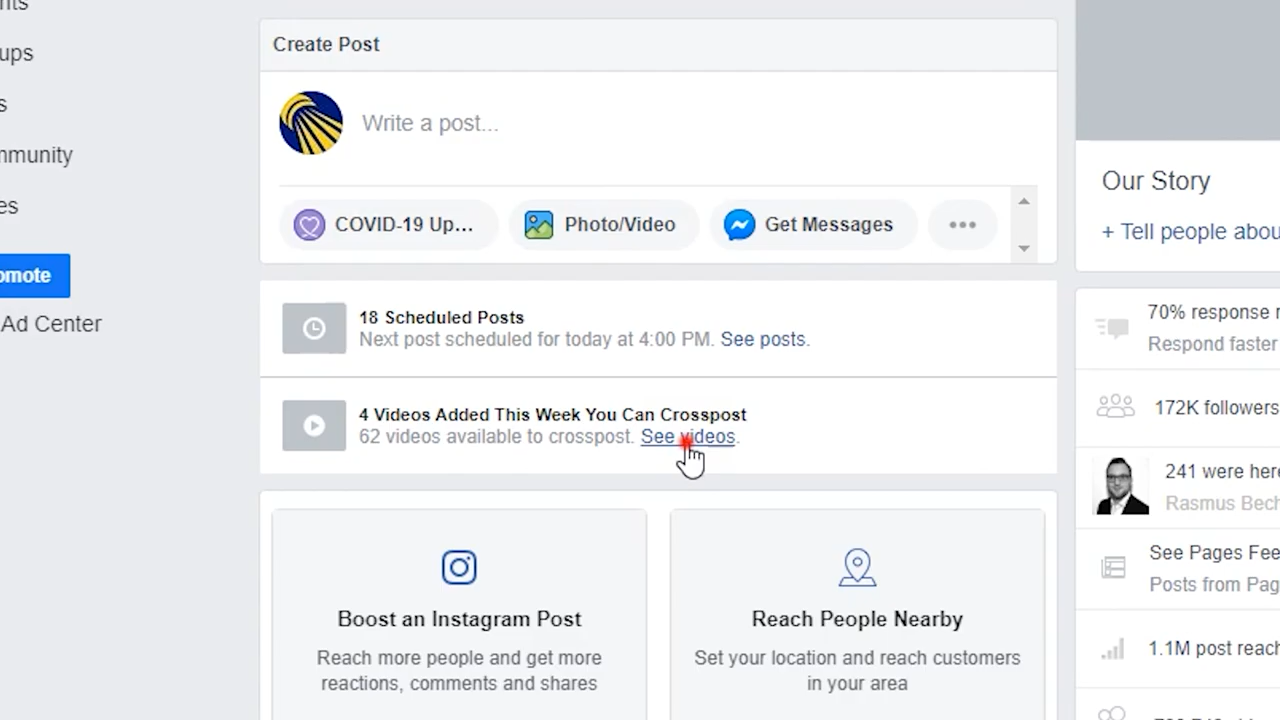 Create Post
Write a post...
COVID-19 Up...
Photo/Video
Get Messages
18 Scheduled Posts
Next post scheduled for today at 4:00 PM. See posts.
4 Videos Added This Week You Can Crosspost
62 videos available to crosspost. See videos.
Boost an Instagram Post
Reach more people and get more
reactions, comments and shares
Reach People Nearby
Set your location and reach customers
in your area
ups
mmunity
es
omote
Ad Center
Our Story
+ Tell people abou
70% response r
Respond faster
172K followers
241 were here
Rasmus Bech
See Pages Fee
Posts from Pag
1.1M post reach